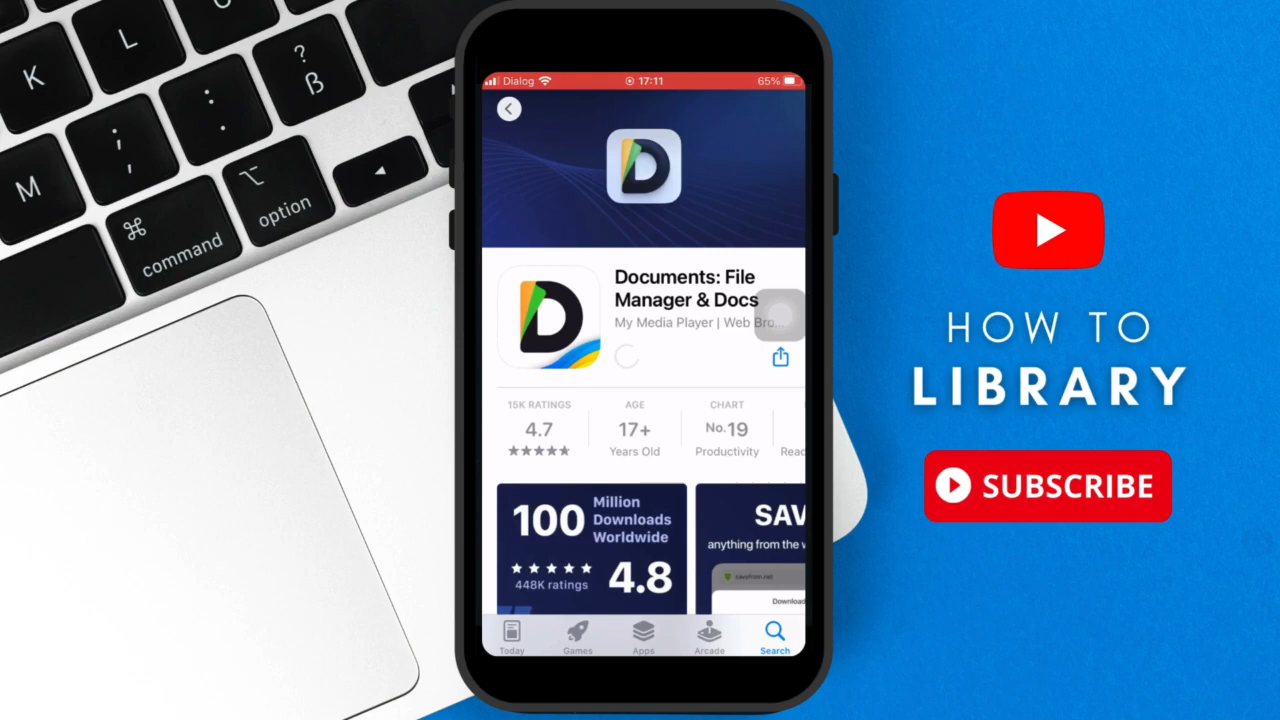 K
L
?
ß
:
.
;
,
M
⌘
command
⌥
option
◄
Dialog
17:11
65%
Documents: File
Manager & Docs
My Media Player | Web Bro...
15K RATINGS
4.7
★★★★★
AGE
17+
Years Old
CHART
No.19
Productivity
100
Million
Downloads
Worldwide
★★★★★
448K ratings
4.8
SAV
anything from the w
savefrom.net
Download
Today
Games
Apps
Arcade
Search
HOW TO
LIBRARY
SUBSCRIBE